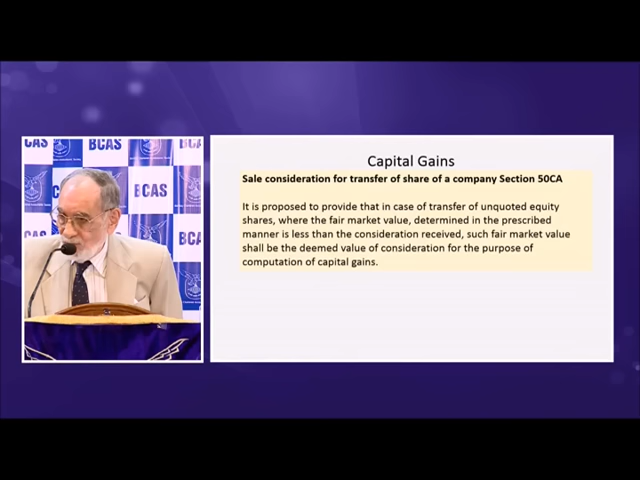 BCAS
BCAS
BCAS
BCAS
BCAS
Capital Gains
Sale consideration for transfer of share of a company Section 50CA
It is proposed to provide that in case of transfer of unquoted equity
shares, where the fair market value, determined in the prescribed
manner is less than the consideration received, such fair market value
shall be the deemed value of consideration for the purpose of
computation of capital gains.